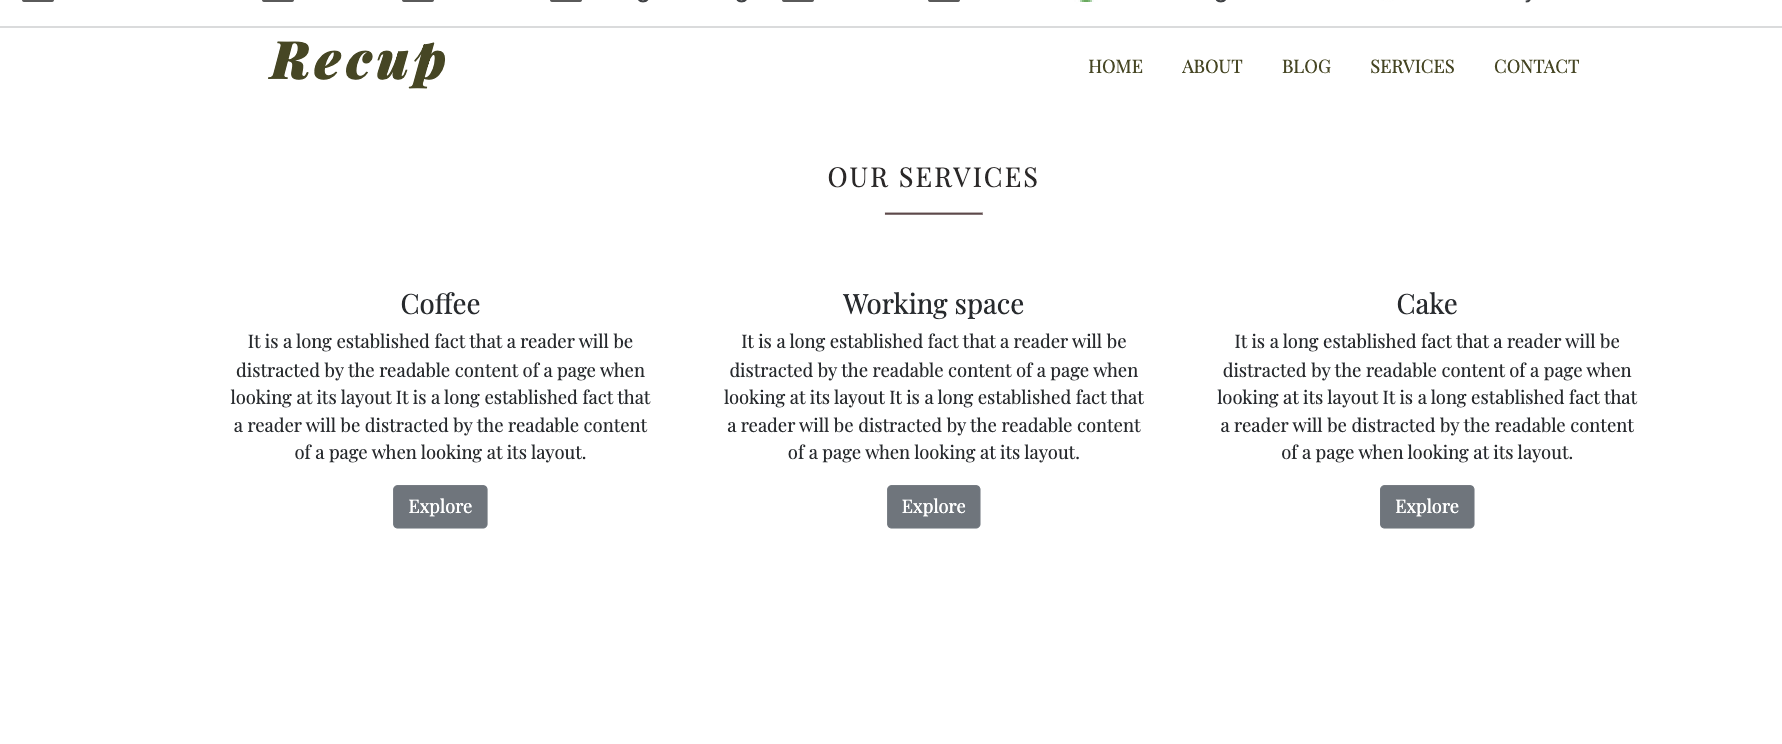 Recup
HOME ABOUT BLOG SERVICES CONTACT
OUR SERVICES
Coffee
It is a long established fact that a reader will be
distracted by the readable content of a page when
looking at its layout It is a long established fact that
a reader will be distracted by the readable content
of a page when looking at its layout.
Explore
Working space
It is a long established fact that a reader will be
distracted by the readable content of a page when
looking at its layout It is a long established fact that
a reader will be distracted by the readable content
of a page when looking at its layout.
Explore
Cake
It is a long established fact that a reader will be
distracted by the readable content of a page when
looking at its layout It is a long established fact that
a reader will be distracted by the readable content
of a page when looking at its layout.
Explore